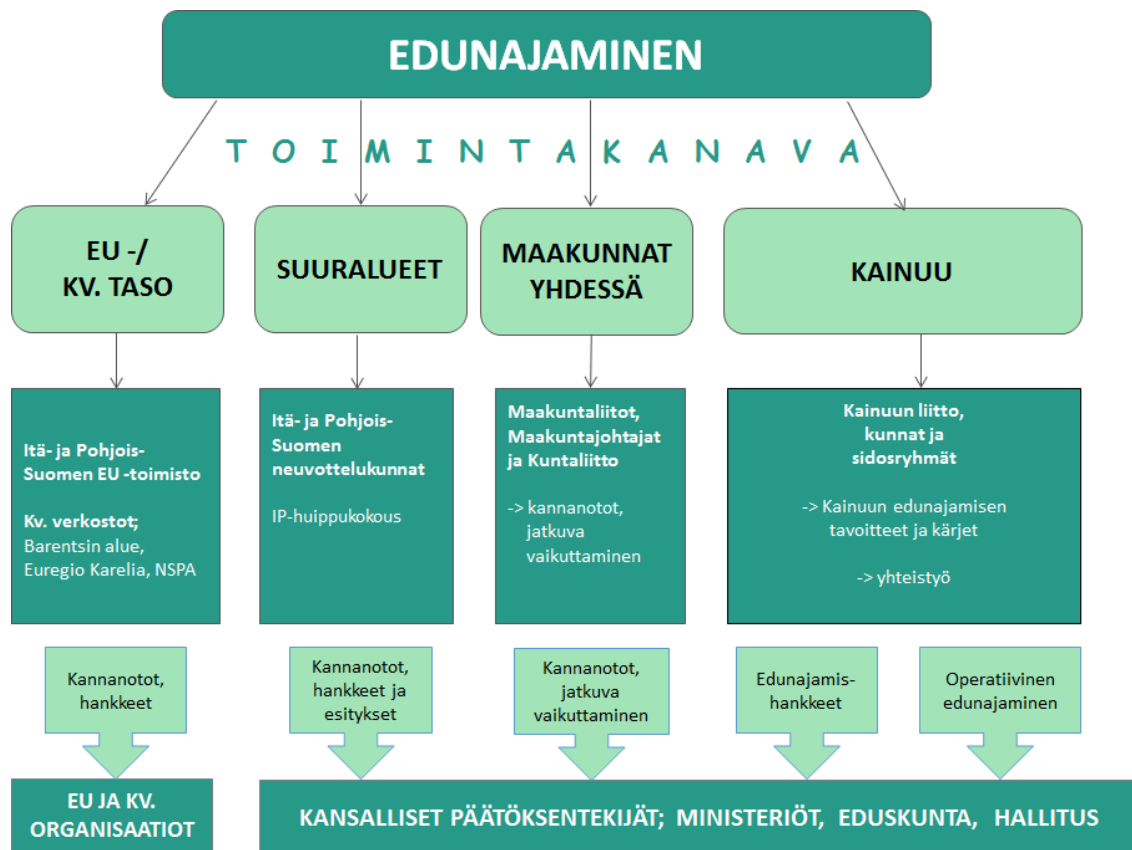 EDUNAJAMINEN
T O I M I N T A K A N A V A
EU -/
KV. TASO
SUURALUEET
MAAKUNNAT
YHDESSÄ
KAINUU
Itä- ja Pohjois-
Suomen EU -toimisto
Kv. verkostot;
Barentsin alue,
Euregio Karelia, NSPA
Itä- ja Pohjois-
Suomen
neuvottelukunnat
IP-huippukokous
Maakuntaliitot,
Maakuntajohtajat
ja Kuntaliitto
-> kannanotot,
jatkuva
vaikuttaminen
Kainuun liitto,
kunnat ja
sidosryhmät
-> Kainuun edunajamisen
tavoitteet ja kärjet
-> yhteistyö
Kannanotot,
hankkeet
Kannanotot,
hankkeet ja
esitykset
Kannanotot,
jatkuva
vaikuttaminen
Edunajamis-
hankkeet
Operatiivinen
edunajaminen
EU JA KV.
ORGANISAATIOT
KANSALLISET PÄÄTÖKSENTEKIJÄT; MINISTERIÖT, EDUSKUNTA, HALLITUS